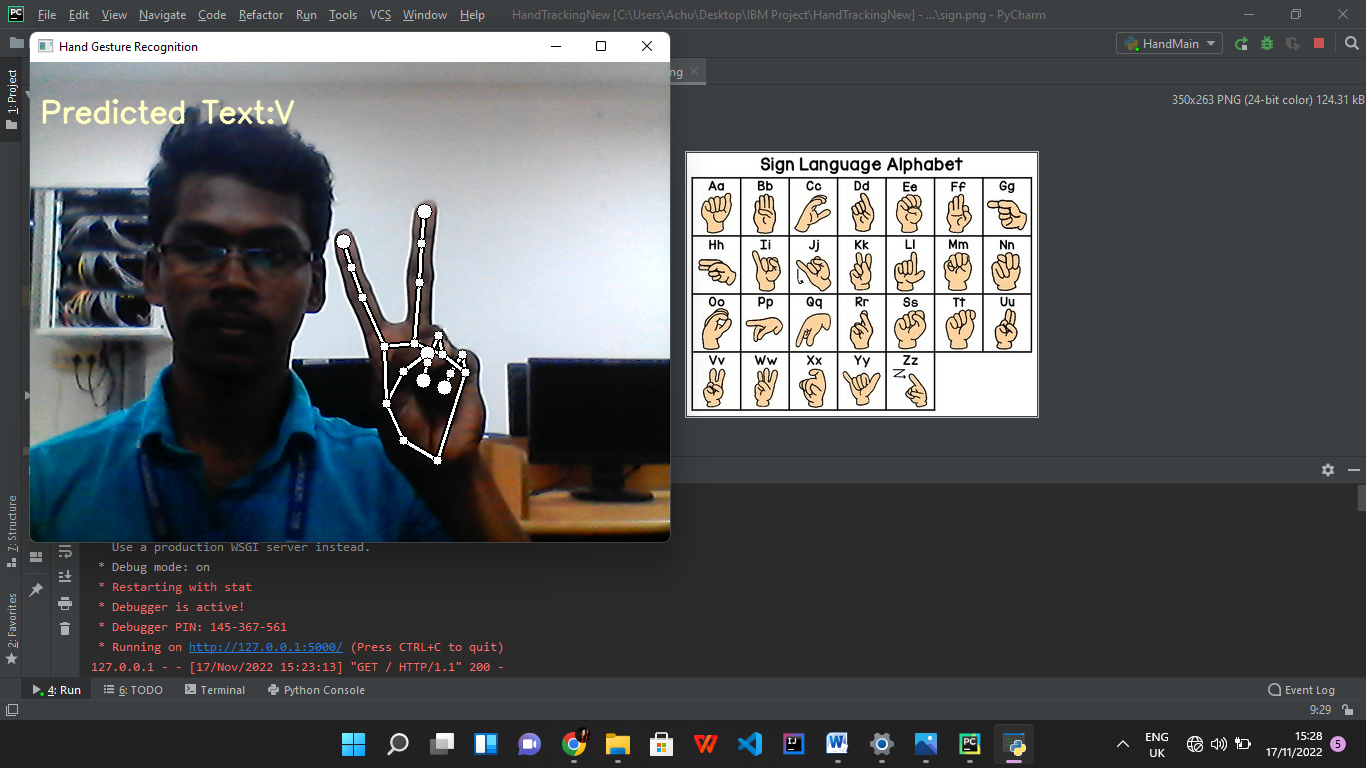 File Edit View Navigate Code Refactor Run Tools VCS Window Help HandTrackingNew [C:\Users\Achu\Desktop\IBM Project\HandTrackingNew] - ...\sign.png - PyCharm
HandMain
Hand Gesture Recognition
ng
1: Project
350x263 PNG (24-bit color) 124.31 kB
Predicted Text:V
Sign Language Alphabet
Aa Bb Cc Dd Ee Ff Gg
Hh Ii Jj Kk Ll Mm Nn
Oo Pp Qq Rr Ss Tt Uu
Vv Ww Xx Yy Zz
7: Structure
2: Favorites
Use a production WSGI server instead.
* Debug mode: on
* Restarting with stat
* Debugger is active!
* Debugger PIN: 145-367-561
* Running on http://127.0.0.1:5000/ (Press CTRL+C to quit)
127.0.0.1 - - [17/Nov/2022 15:23:13] "GET / HTTP/1.1" 200 -
4: Run 6: TODO Terminal Python Console Event Log
9:29
ENG
UK
15:28
17/11/2022
5